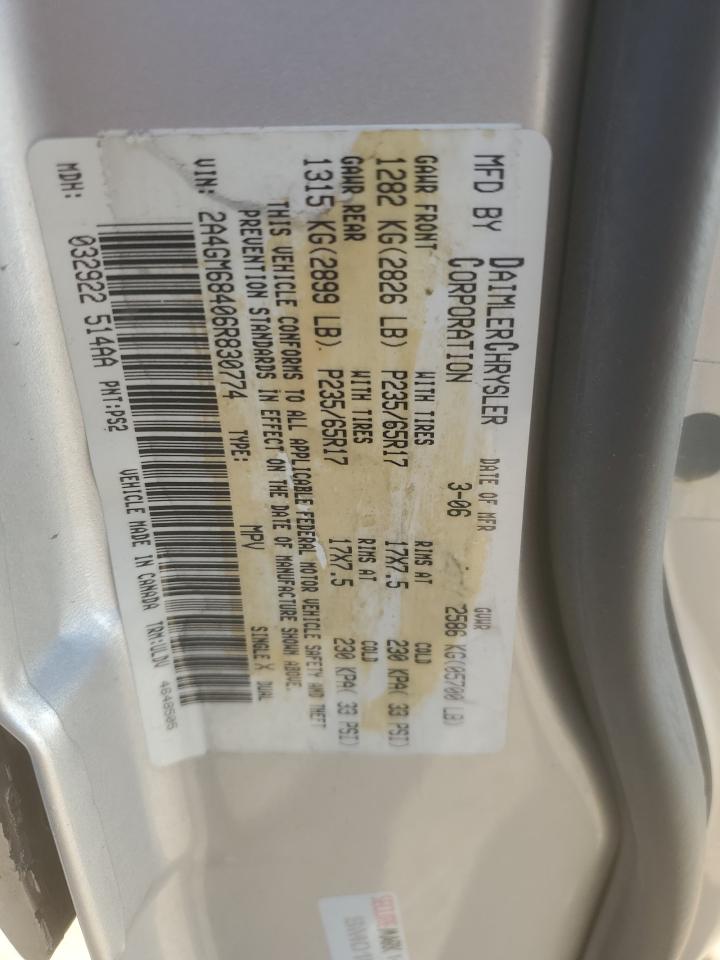 MFD BY DAIMLERCHRYSLER CORPORATION
DATE OF MFR 3-06
GVWR 2586 KG(05700 LB)
GAWR FRONT WITH TIRES RIMS AT COLD
1282 KG(2826 LB) P235/65R17 17X7.5 230 KPA( 33 PSI)
GAWR REAR WITH TIRES RIMS AT COLD
1315 KG(2899 LB). P235/65R17 17X7.5 230 KPA( 33 PSI)
THIS VEHICLE CONFORMS TO ALL APPLICABLE FEDERAL MOTOR VEHICLE SAFETY AND THEFT
PREVENTION STANDARDS IN EFFECT ON THE DATE OF MANUFACTURE SHOWN ABOVE.
VIN: 2A4GM68406R830774 TYPE: MPV SINGLE X DUAL
MDH: 032922 514AA PNT:PS2 VEHICLE MADE IN CANADA TRM:ULDV 4648505